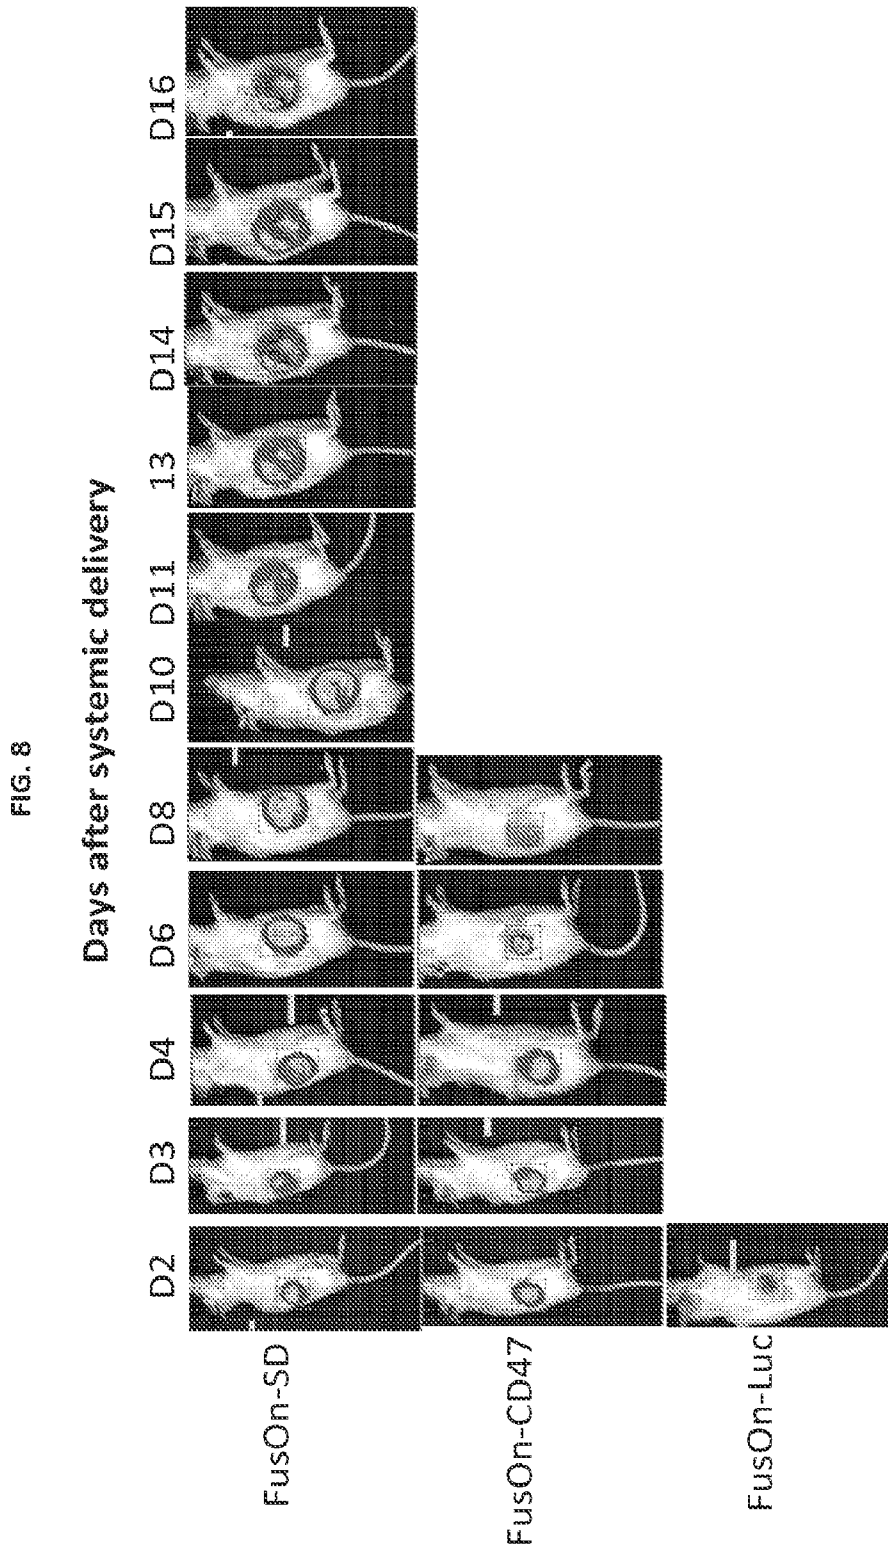 FIG. 8
Days after systemic delivery
D2 D3 D4 D6 D8 D10 D11 13 D14 D15 D16
FusOn-SD
FusOn-CD47
FusOn-Luc